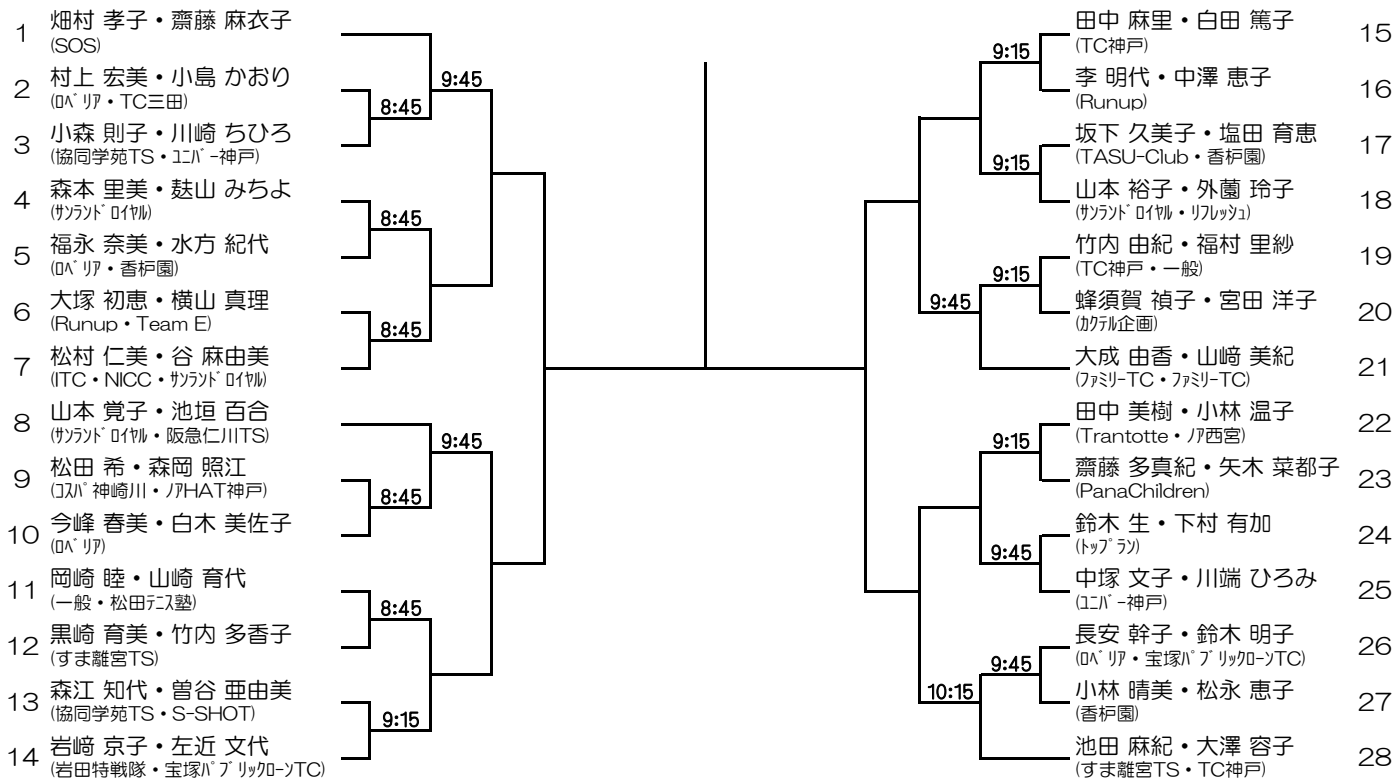 1 畑村 孝子・齋藤 麻衣子
(SOS)
9:45
2 村上 宏美・小島 かおり
(ﾛﾍﾞﾘｱ・TC三田)
8:45
3 小森 則子・川崎 ちひろ
(協同学苑TS・ﾕﾆﾊﾞｰ神戸)
4 森本 里美・麸山 みちよ
(ｻﾝﾗﾝﾄﾞﾛｲﾔﾙ)
8:45
5 福永 奈美・水方 紀代
(ﾛﾍﾞﾘｱ・香枦園)
6 大塚 初恵・横山 真理
(Runup・Team E)
8:45
7 松村 仁美・谷 麻由美
(ITC・NICC・ｻﾝﾗﾝﾄﾞﾛｲﾔﾙ)
8 山本 覚子・池垣 百合
(ｻﾝﾗﾝﾄﾞﾛｲﾔﾙ・阪急仁川TS)
9:45
9 松田 希・森岡 照江
(ｺｽﾊﾟ神崎川・ﾉｱHAT神戸)
8:45
10 今峰 春美・白木 美佐子
(ﾛﾍﾞﾘｱ)
11 岡崎 睦・山崎 育代
(一般・松田ﾃﾆｽ塾)
8:45
12 黒崎 育美・竹内 多香子
(すま離宮TS)
13 森江 知代・曽谷 亜由美
(協同学苑TS・S-SHOT)
9:15
14 岩﨑 京子・左近 文代
(岩田特戦隊・宝塚ﾊﾟﾌﾞﾘｯｸﾛｰﾝTC)
田中 麻里・白田 篤子 15
(TC神戸)
9:15
李 明代・中澤 恵子 16
(Runup)
坂下 久美子・塩田 育恵 17
(TASU-Club・香枦園)
9:15
山本 裕子・外薗 玲子 18
(ｻﾝﾗﾝﾄﾞﾛｲﾔﾙ・ﾘﾌﾚｯｼｭ)
竹内 由紀・福村 里紗 19
(TC神戸・一般)
9:15
9:45
蜂須賀 禎子・宮田 洋子 20
(ｶｸﾃﾙ企画)
大成 由香・山﨑 美紀 21
(ﾌｧﾐﾘｰTC・ﾌｧﾐﾘｰTC)
田中 美樹・小林 温子 22
(Trantotte・ﾉｱ西宮)
9:15
齋藤 多真紀・矢木 菜都子 23
(PanaChildren)
鈴木 生・下村 有加 24
(ﾄｯﾌﾟﾗﾝ)
9:45
中塚 文子・川端 ひろみ 25
(ﾕﾆﾊﾞｰ神戸)
長安 幹子・鈴木 明子 26
(ﾛﾍﾞﾘｱ・宝塚ﾊﾟﾌﾞﾘｯｸﾛｰﾝTC)
9:45
10:15
小林 晴美・松永 恵子 27
(香枦園)
池田 麻紀・大澤 容子 28
(すま離宮TS・TC神戸)